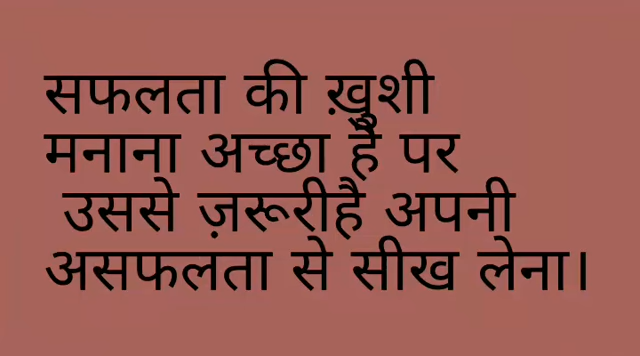 सफलता की ख़ुशी
मनाना अच्छा है पर
उससे ज़रूरीहै अपनी
असफलता से सीख लेना।